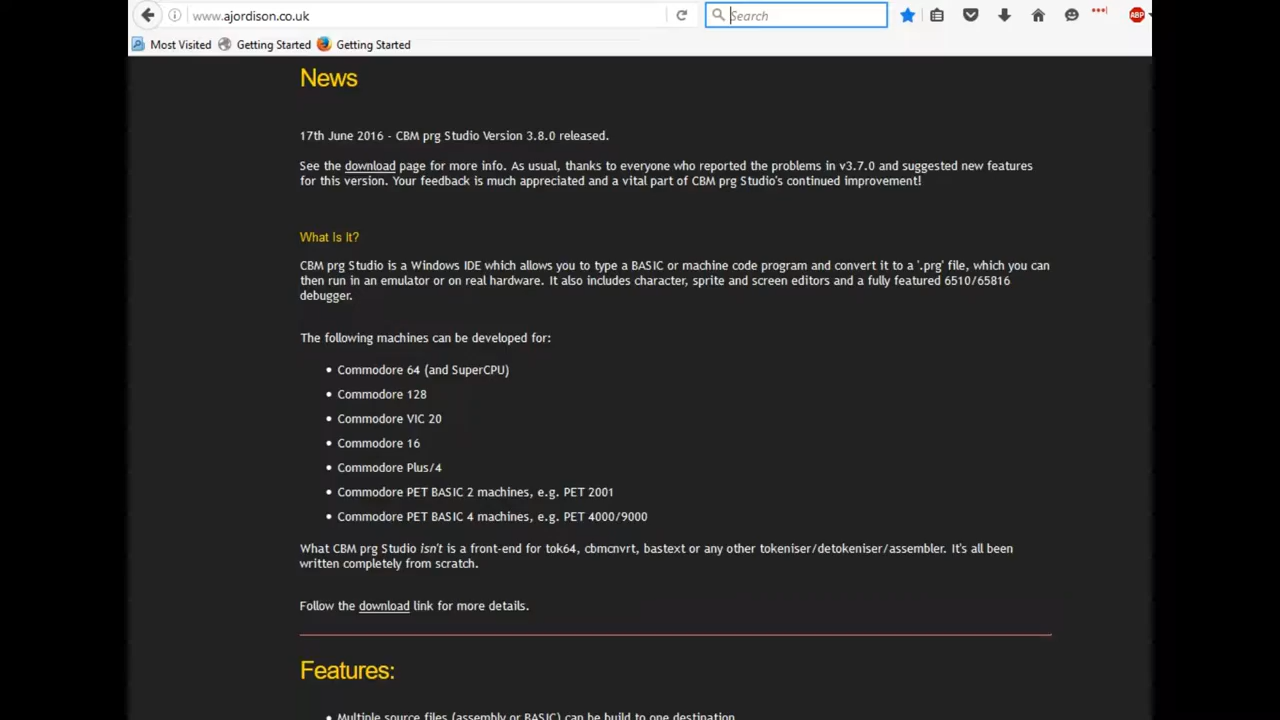 www.ajordison.co.uk
Search
ABP
Most Visited Getting Started Getting Started
News
17th June 2016 - CBM prg Studio Version 3.8.0 released.
See the download page for more info. As usual, thanks to everyone who reported the problems in v3.7.0 and suggested new features
for this version. Your feedback is much appreciated and a vital part of CBM prg Studio's continued improvement!
What Is It?
CBM prg Studio is a Windows IDE which allows you to type a BASIC or machine code program and convert it to a '.prg' file, which you can
then run in an emulator or on real hardware. It also includes character, sprite and screen editors and a fully featured 6510/65816
debugger.
The following machines can be developed for:
• Commodore 64 (and SuperCPU)
• Commodore 128
• Commodore VIC 20
• Commodore 16
• Commodore Plus/4
• Commodore PET BASIC 2 machines, e.g. PET 2001
• Commodore PET BASIC 4 machines, e.g. PET 4000/9000
What CBM prg Studio isn't is a front-end for tok64, cbmcnvrt, bastext or any other tokeniser/detokeniser/assembler. It's all been
written completely from scratch.
Follow the download link for more details.
Features:
• Multiple source files (assembly or BASIC) can be build to one destination